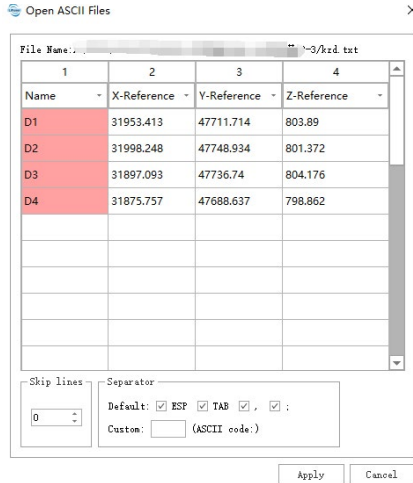 Open ASCII Files
File Name: -3/kzd.txt
1 2 3 4
Name X-Reference Y-Reference Z-Reference
D1 31953.413 47711.714 803.89
D2 31998.248 47748.934 801.372
D3 31897.093 47736.74 804.176
D4 31875.757 47688.637 798.862
Skip lines
0
Separator
Default: ESP TAB , ;
Custom: (ASCII code:)
Apply Cancel